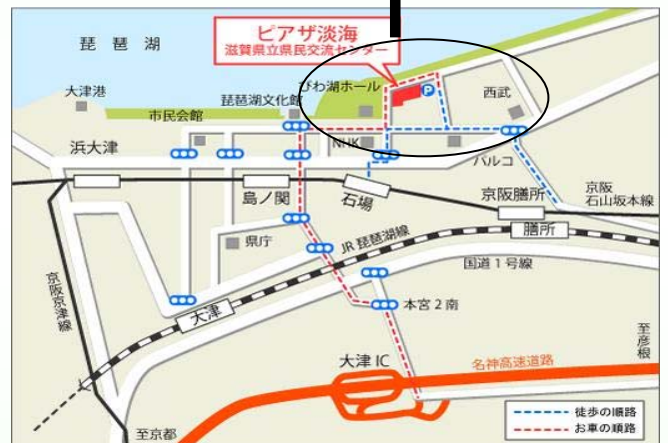 ピアザ淡海
滋賀県立県民交流センター
琵琶湖
びわ湖ホール
P
西武
大津港
琵琶湖文化館
市民会館
NHK
パルコ
浜大津
島ノ関
石場
京阪膳所
京阪
石山坂本線
膳所
県庁
JR琵琶湖線
国道1号線
京阪京津線
大津
本宮2南
至彦根
大津IC
名神高速道路
至京都
徒歩の順路
お車の順路